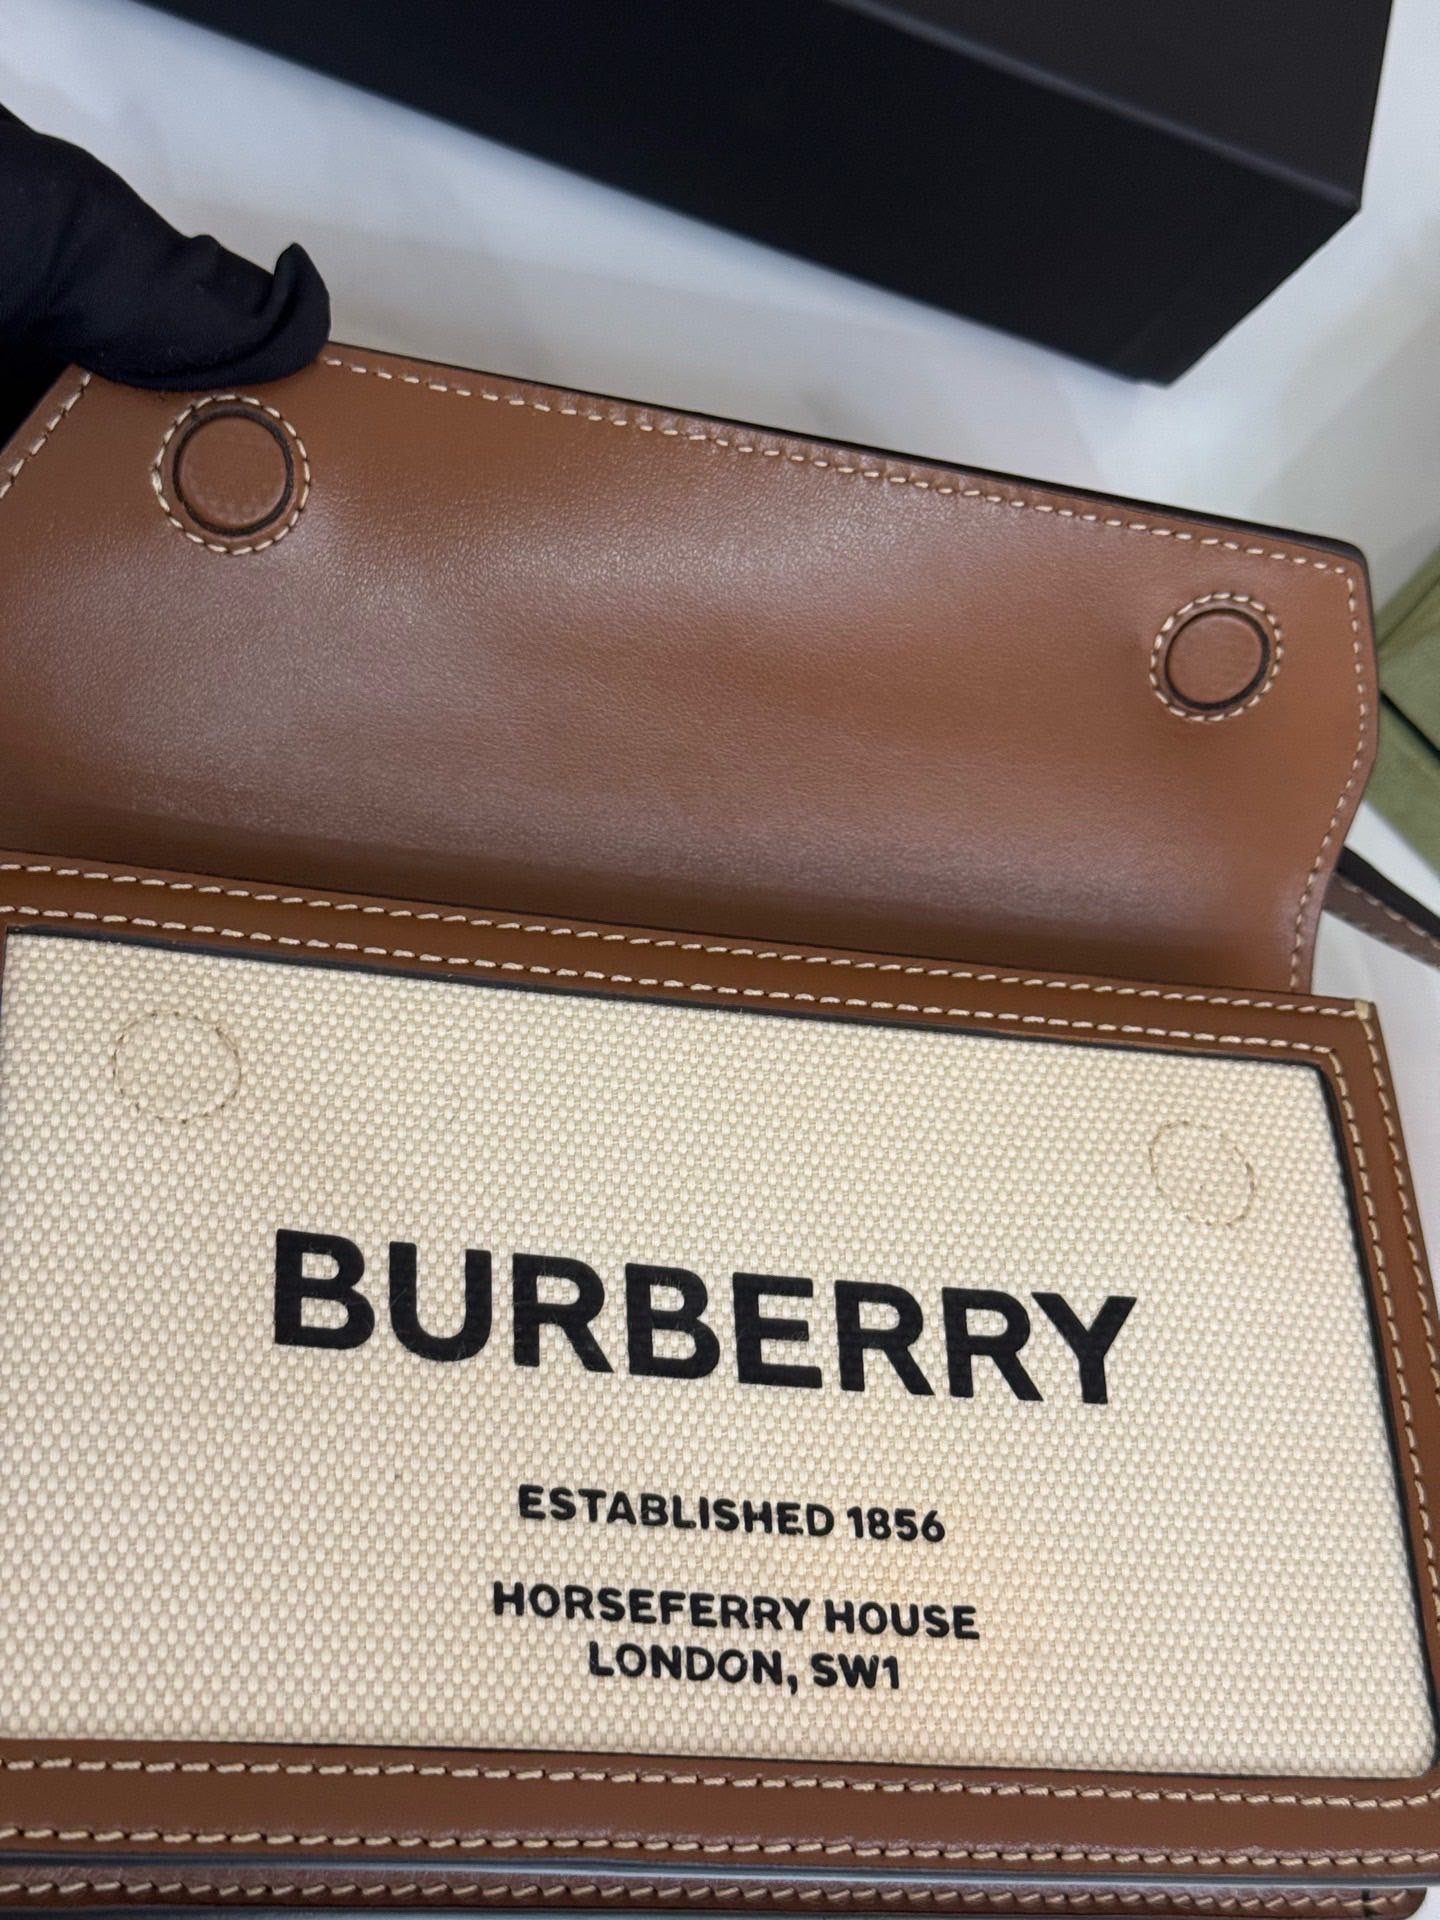 BURBERRY
ESTABLISHED 1856
HORSEFERRY HOUSE
LONDON, SW1